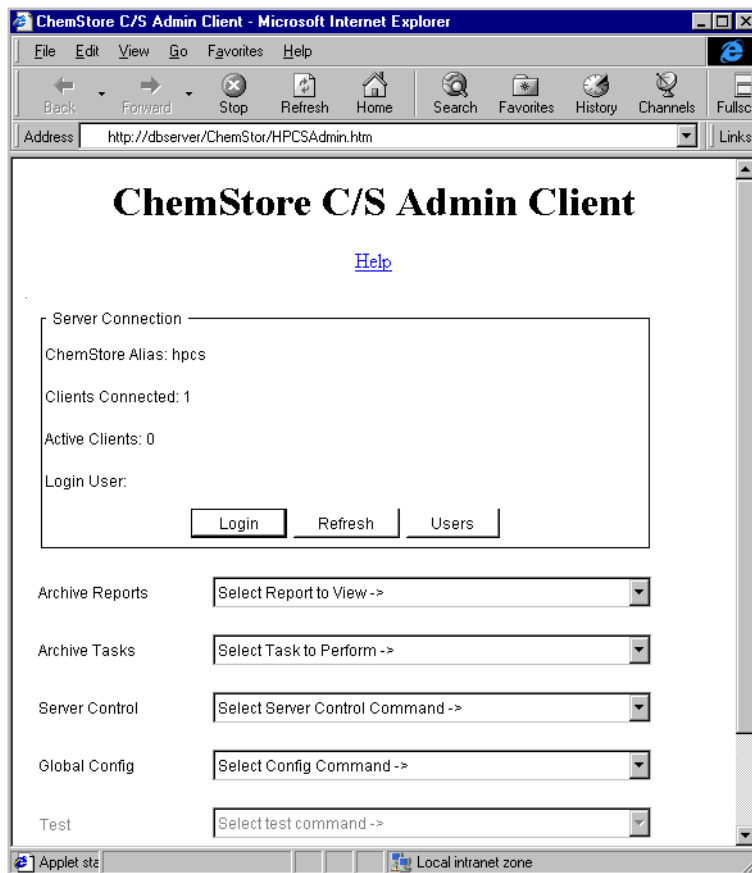 ChemStore C/S Admin Client - Microsoft Internet Explorer
File Edit View Go Favorites Help
Back Forward Stop Refresh Home Search Favorites History Channels Fullsc
Address http://dbserver/ChemStor/HPCSAdmin.htm Links
ChemStore C/S Admin Client
Help
Server Connection
ChemStore Alias: hpcs
Clients Connected: 1
Active Clients: 0
Login User:
Login Refresh Users
Archive Reports Select Report to View ->
Archive Tasks Select Task to Perform ->
Server Control Select Server Control Command ->
Global Config Select Config Command ->
Test Select test command ->
Applet sta Local intranet zone